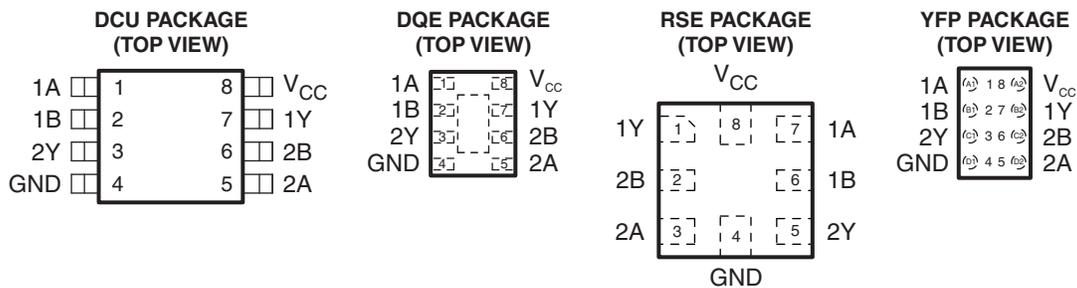 DCU PACKAGE
(TOP VIEW)
1A 1 8 VCC
1B 2 7 1Y
2Y 3 6 2B
GND 4 5 2A
DQE PACKAGE
(TOP VIEW)
1A 1 8 VCC
1B 2 7 1Y
2Y 3 6 2B
GND 4 5 2A
RSE PACKAGE
(TOP VIEW)
VCC
1Y 1 8 7 1A
2B 2 6 1B
2A 3 4 5 2Y
GND
YFP PACKAGE
(TOP VIEW)
1A A1 1 8 A2 VCC
1B B1 2 7 B2 1Y
2Y C1 3 6 C2 2B
GND D1 4 5 D2 2A